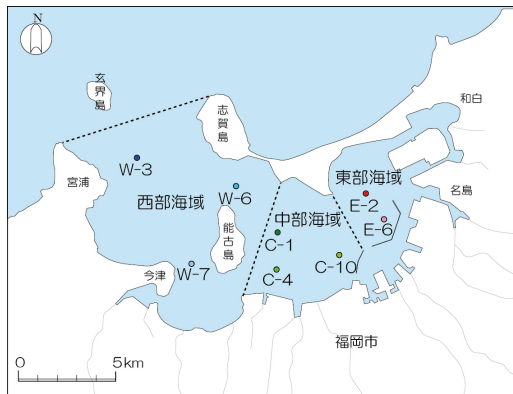 N
玄界島
志賀島
和白
W-3
宮浦
東部海域
名島
W-6
E-2
西部海域
中部海域
E-6
能古島
C-1
今津
W-7
C-4
C-10
福岡市
0
5km